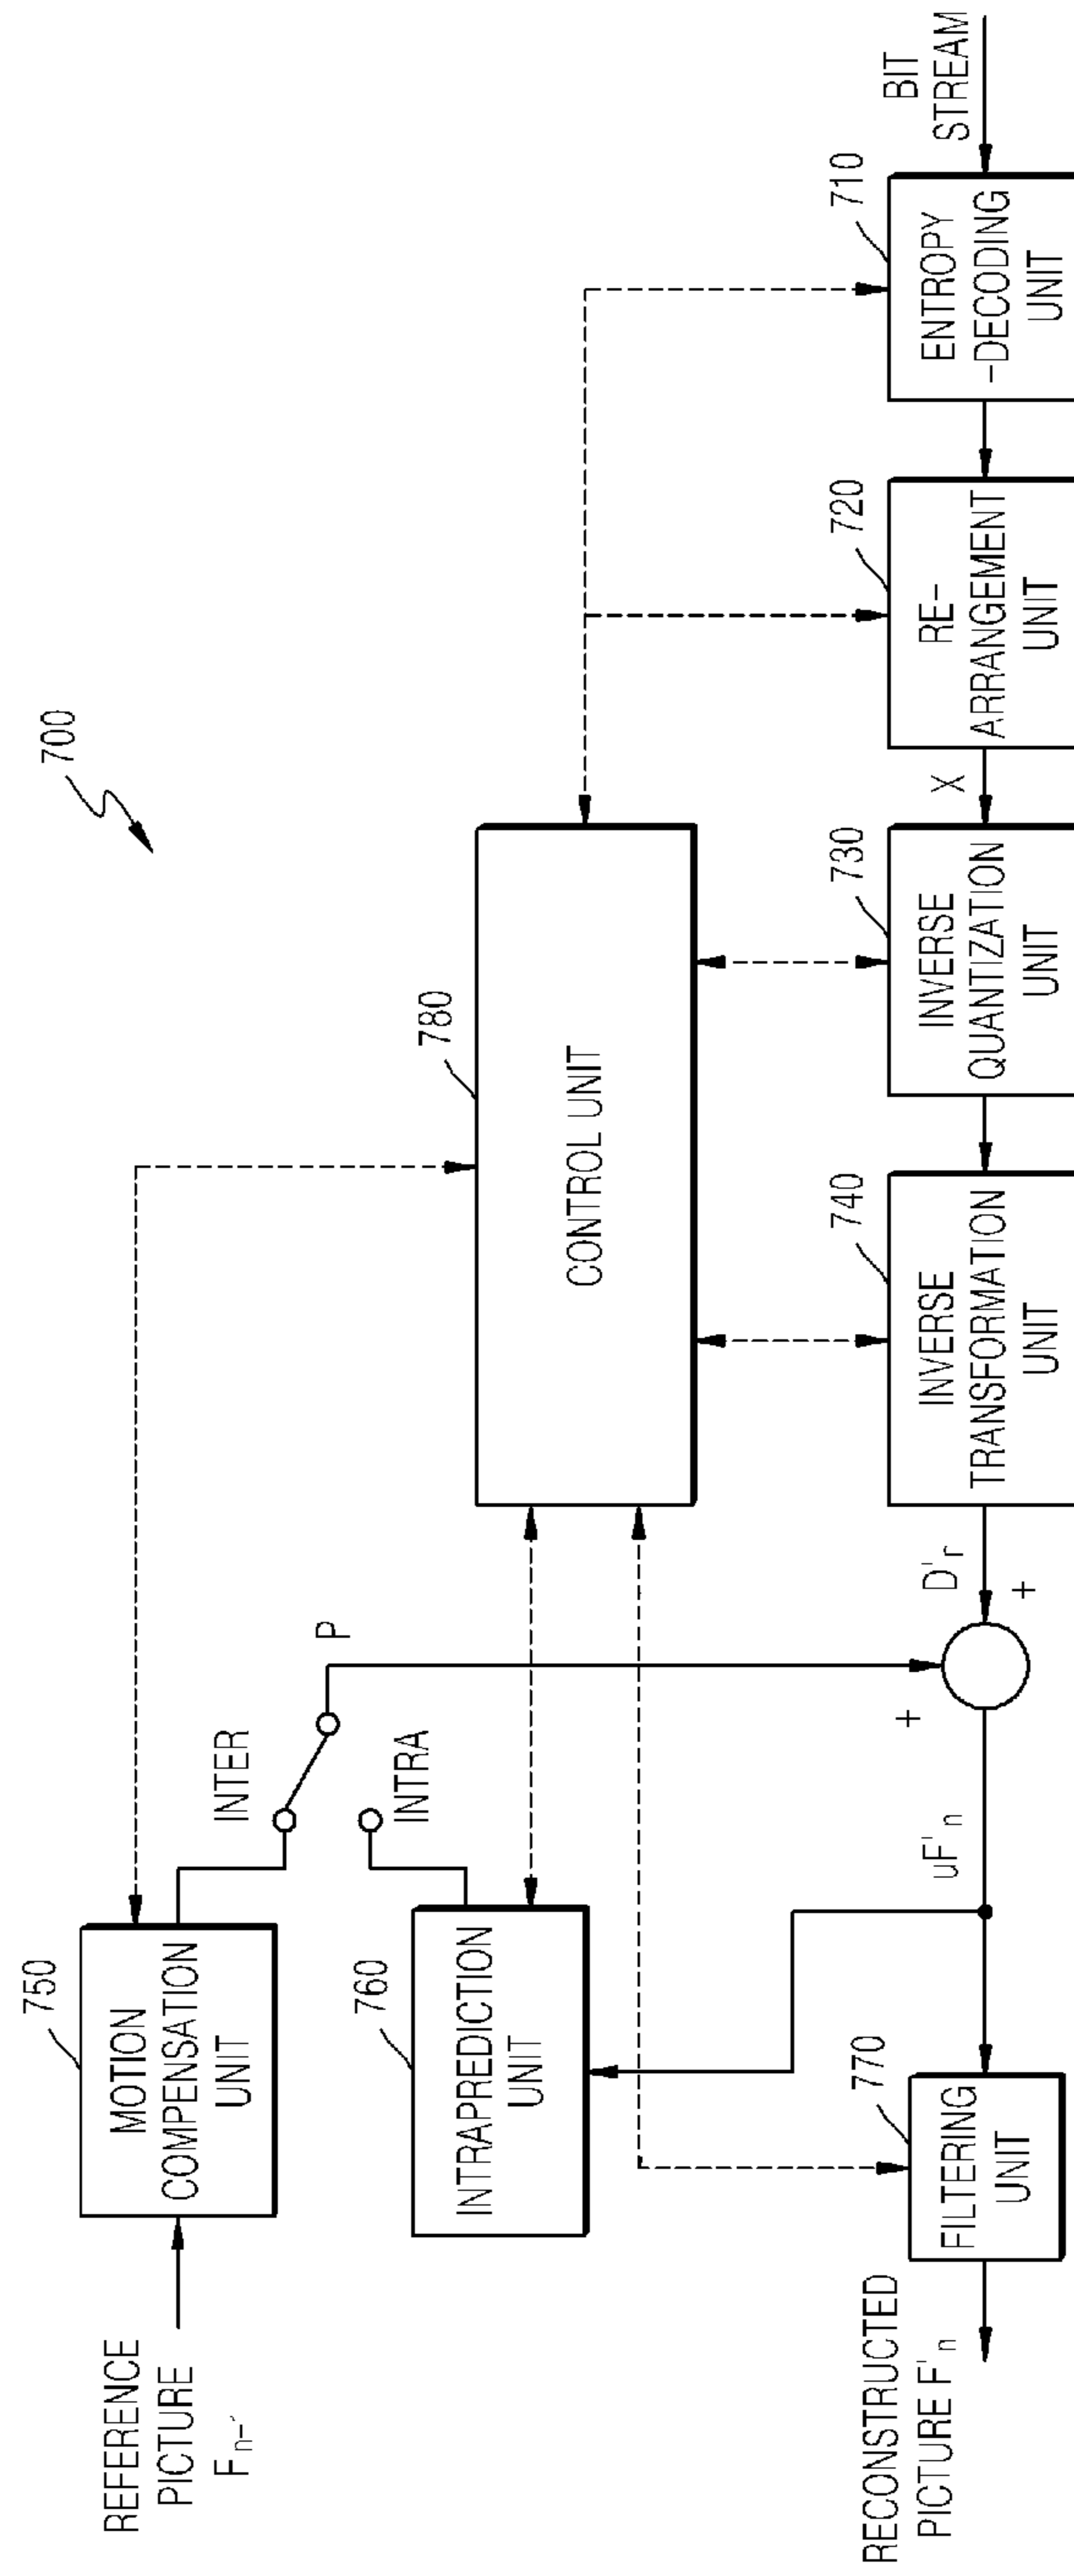 700
REFERENCE
PICTURE
750
MOTION
COMPENSATION
UNIT
INTER
P
INTRA
760
INTRAPREDICTION
UNIT
780
CONTROL UNIT
RECONSTRUCTED
PICTURE F'n
770
FILTERING
UNIT
uF'n
+
D'r
+
740
INVERSE
TRANSFORMATION
UNIT
730
INVERSE
QUANTIZATION
UNIT
X
720
RE-
ARRANGEMENT
UNIT
710
ENTROPY
-DECODING
UNIT
BIT
STREAM